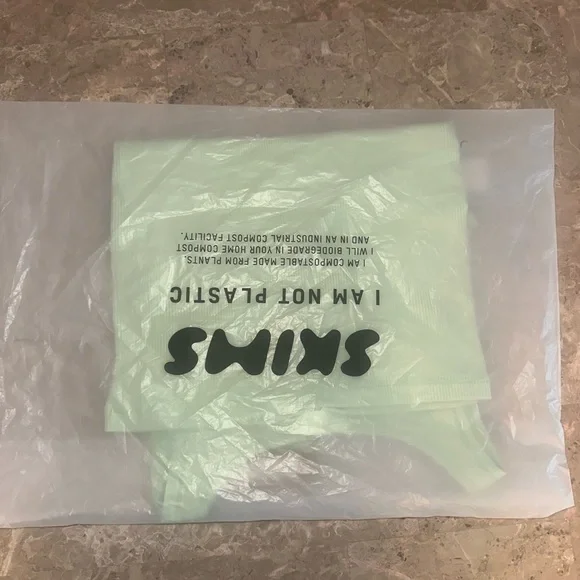 SKIMS
I AM NOT PLASTIC
I AM COMPOSTABLE MADE FROM PLANTS.
I WILL BIODEGRADE IN YOUR HOME COMPOST
AND IN AN INDUSTRIAL COMPOST FACILITY.